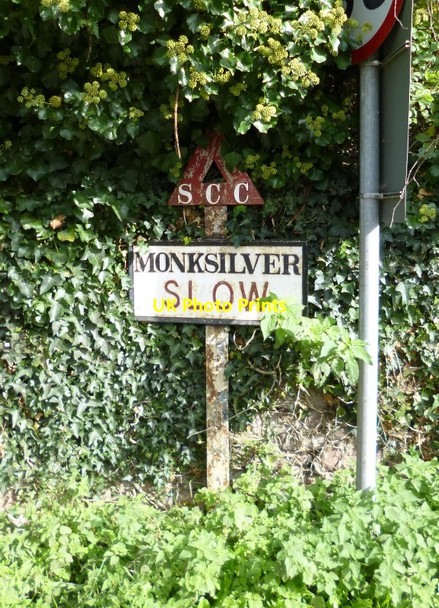 SCC
MONKSILVER
SLOW
UK Photo Prints